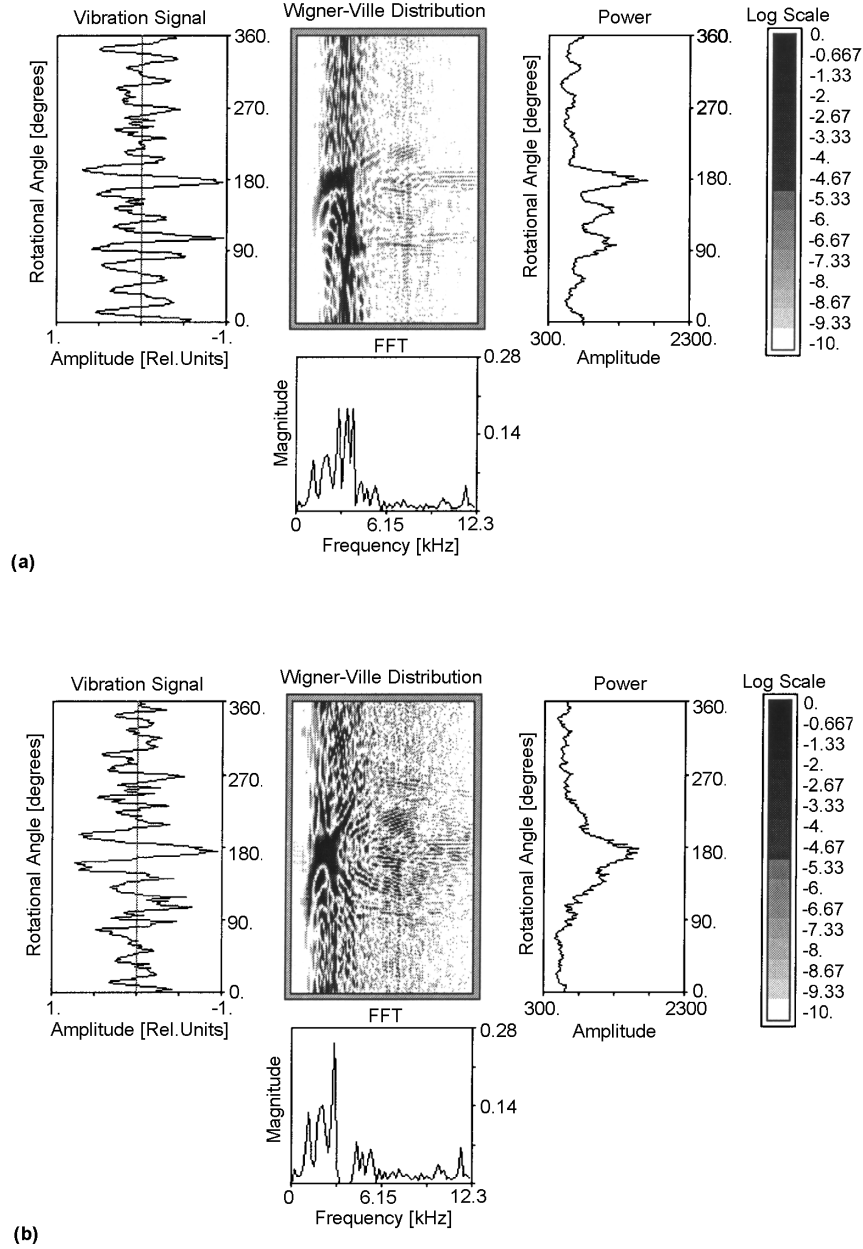 Vibration Signal
Wigner-Ville Distribution
Power
Log Scale
360.
270.
180.
90.
0.
Rotational Angle [degrees]
1.
-1.
Amplitude [Rel.Units]
360.
270.
180.
90.
0.
Rotational Angle [degrees]
300.
2300.
Amplitude
0.
-0.667
-1.33
-2.
-2.67
-3.33
-4.
-4.67
-5.33
-6.
-6.67
-7.33
-8.
-8.67
-9.33
-10.
FFT
0.28
0.14
Magnitude
0
6.15
12.3
Frequency [kHz]
(a)
Vibration Signal
Wigner-Ville Distribution
Power
Log Scale
360.
270.
180.
90.
0.
Rotational Angle [degrees]
1.
-1.
Amplitude [Rel.Units]
360.
270.
180.
90.
0.
Rotational Angle [degrees]
300.
2300
Amplitude
0.
-0.667
-1.33
-2.
-2.67
-3.33
-4.
-4.67
-5.33
-6.
-6.67
-7.33
-8.
-8.67
-9.33
-10.
FFT
0.28
0.14
Magnitude
0
6.15
12.3
Frequency [kHz]
(b)